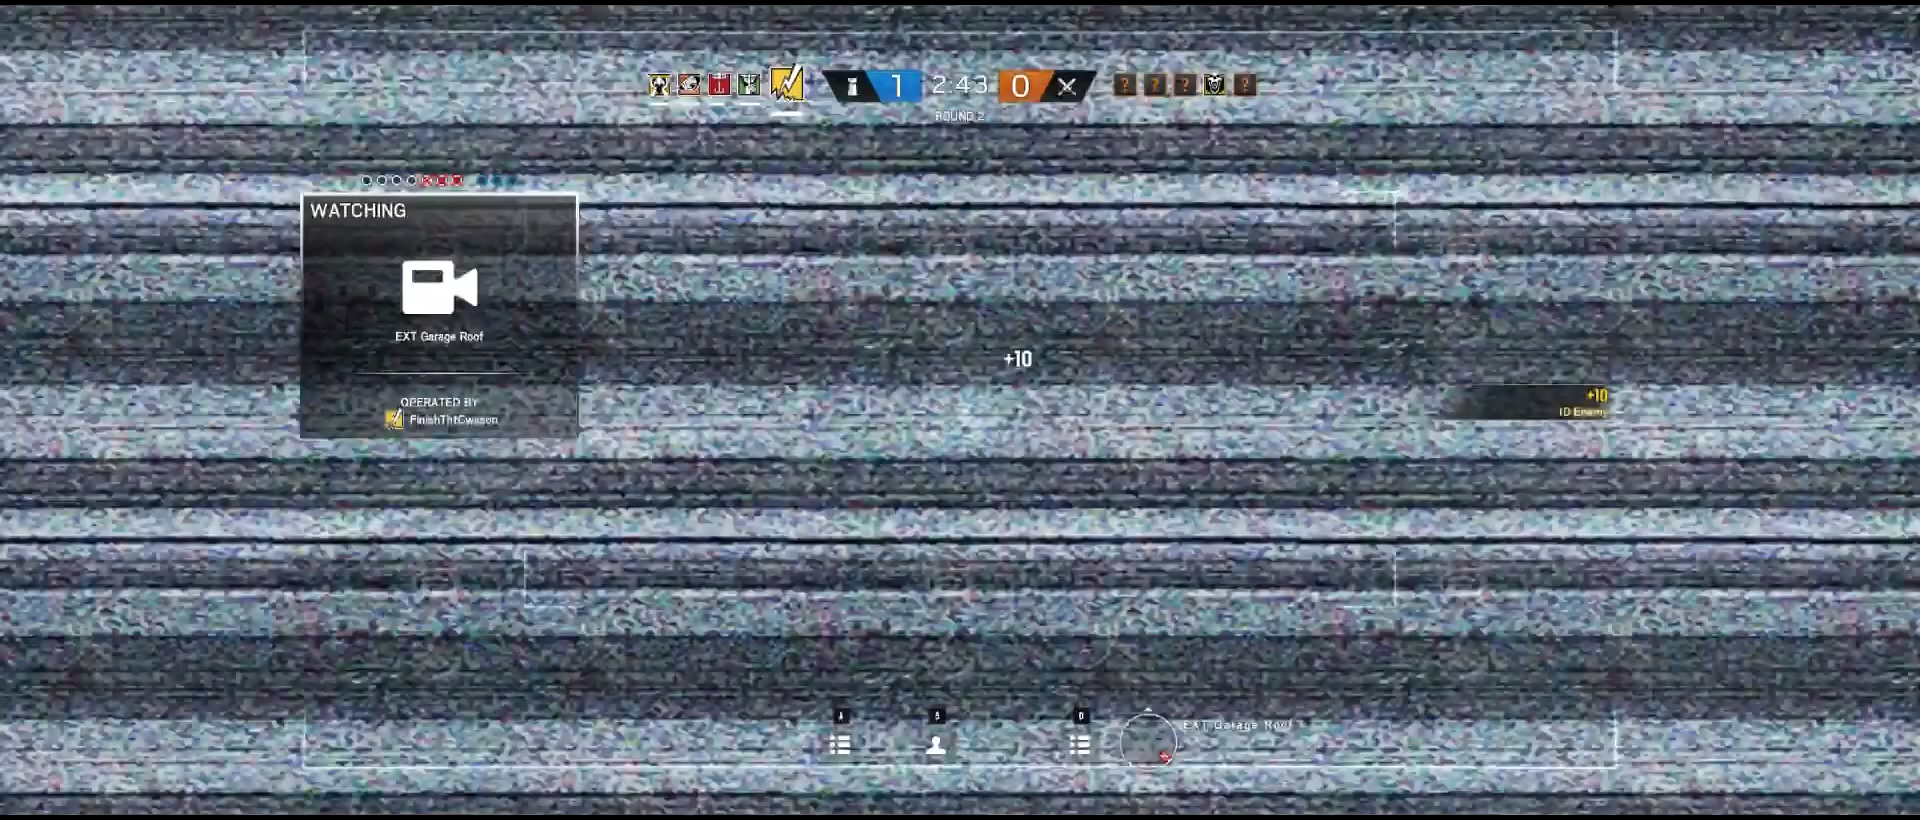 1 2:43 0
? ? ? ?
ROUND 2
WATCHING
EXT Garage Roof
+10
+10
ID Enemy
OPERATED BY
FinishThtCwason
A S D
EXT Garage Roof